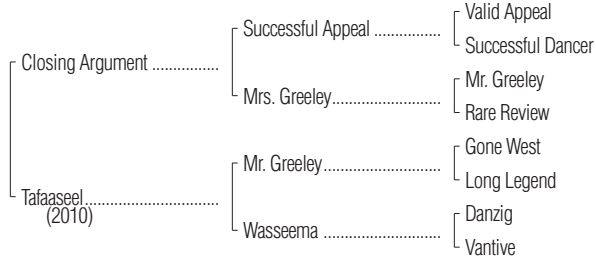 Valid Appeal
Successful Appeal ................
Successful Dancer
Closing Argument ................
Mr. Greeley
Mrs. Greeley..........................
Rare Review
Gone West
Mr. Greeley............................
Long Legend
Tafaaseel................................
(2010)
Danzig
Wasseema ............................
Vantive